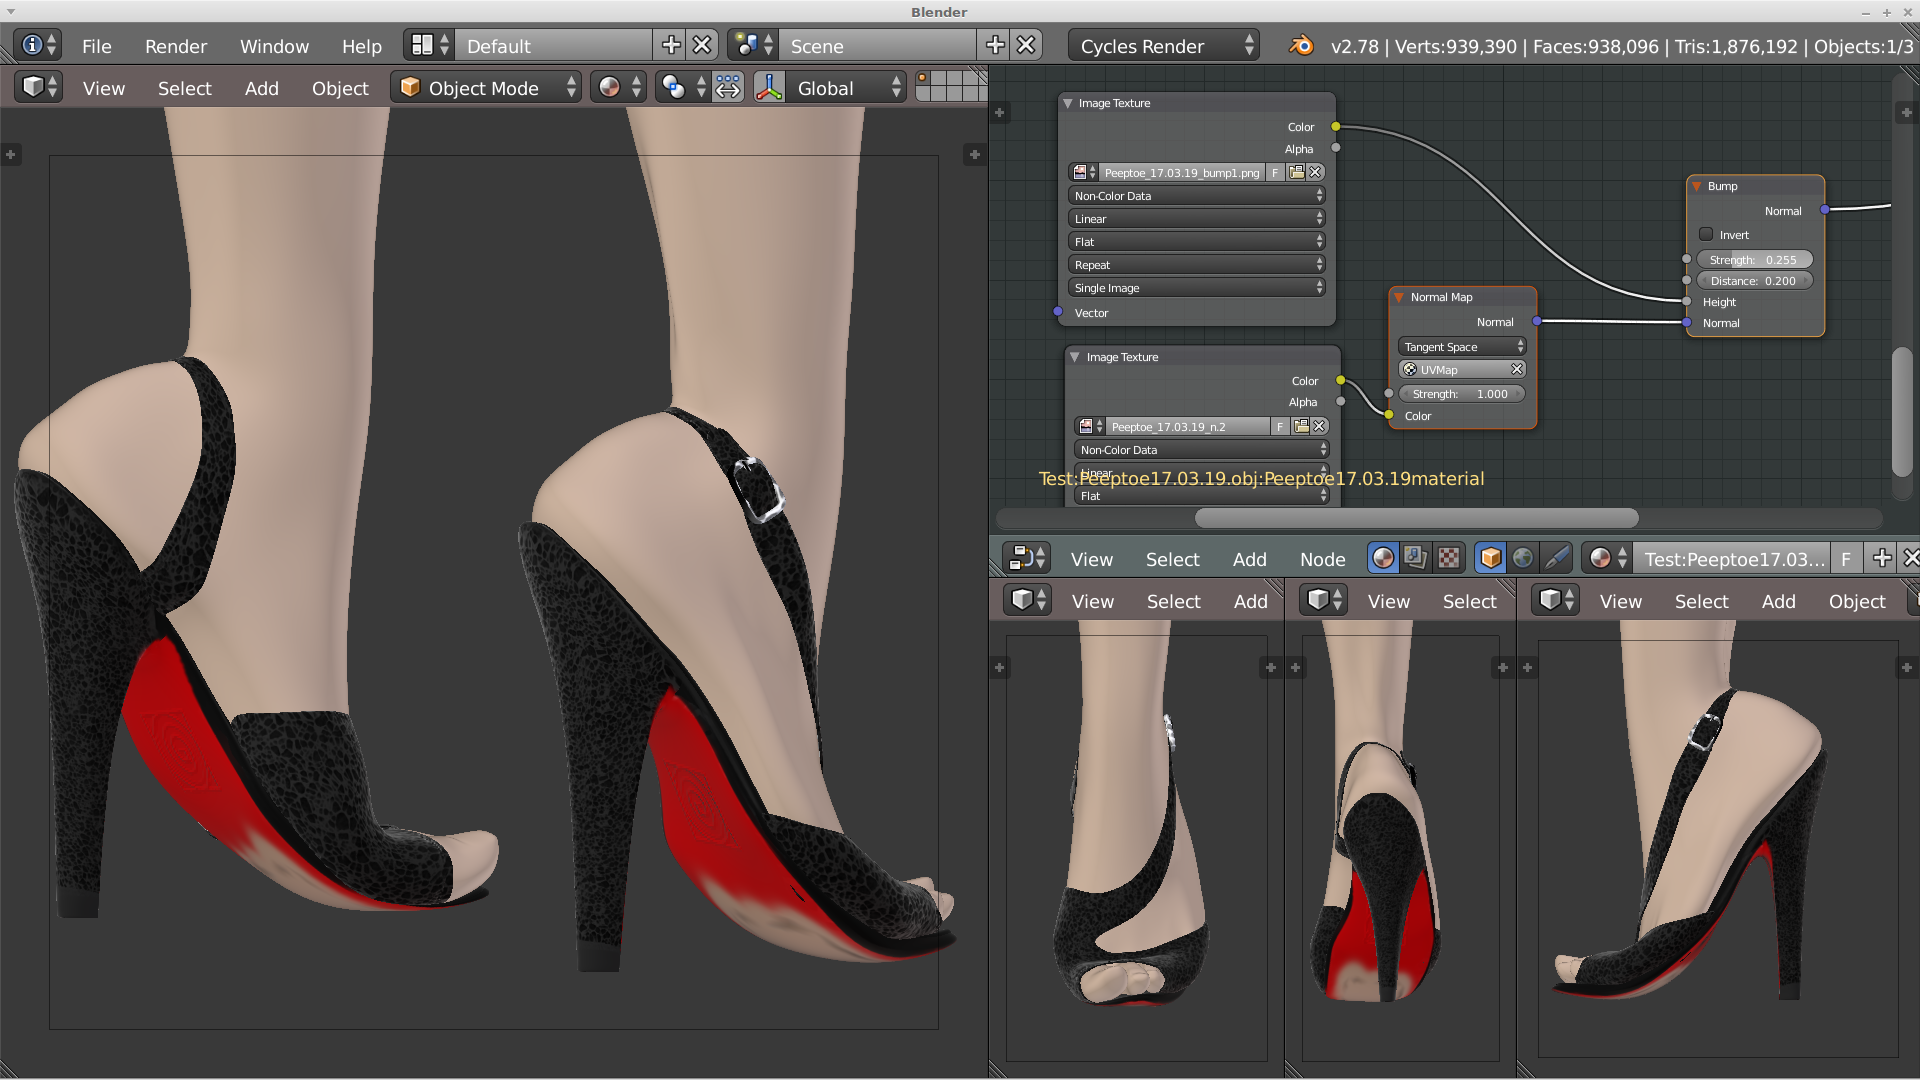 Blender
File Render Window Help Default Scene Cycles Render v2.78 | Verts:939,390 | Faces:938,096 | Tris:1,876,192 | Objects:1/3
View Select Add Object Object Mode Global
Image Texture
Color
Alpha
Peeptoe_17.03.19_bump1.png F
Non-Color Data
Linear
Flat
Repeat
Single Image
Vector
Bump
Normal
Invert
Strength: 0.255
Distance: 0.200
Height
Normal
Normal Map
Normal
Tangent Space
UVMap
Strength: 1.000
Color
Image Texture
Color
Alpha
Peeptoe_17.03.19_n.2 F
Non-Color Data
Linear
Test:Peeptoe17.03.19.obj:Peeptoe17.03.19material
Flat
View Select Add Node Test:Peeptoe17.03... F
View Select Add
View Select
View Select Add Object